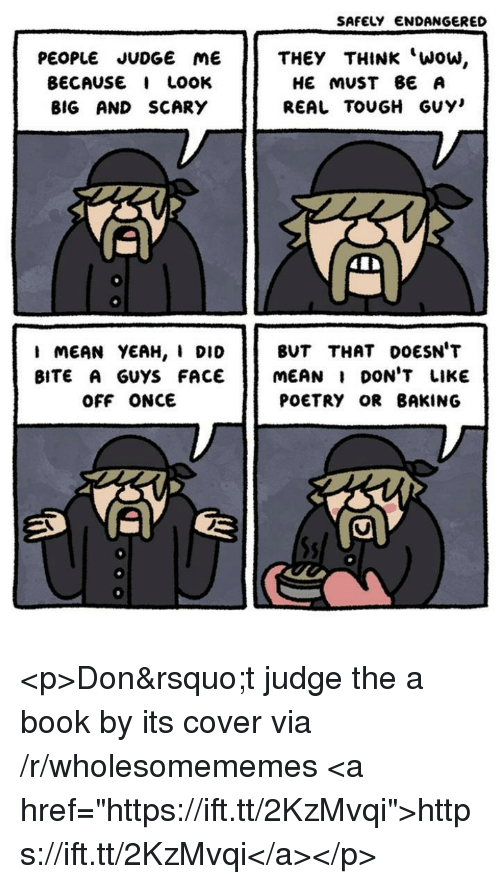 SAFELY ENDANGERED
PEOPLE JUDGE ME
BECAUSE I LOOK
BIG AND SCARY
THEY THINK 'WOW,
HE MUST BE A
REAL TOUGH GUY'
I MEAN YEAH, I DID
BITE A GUYS FACE
OFF ONCE
BUT THAT DOESN'T
MEAN I DON'T LIKE
POETRY OR BAKING
SS
<p>Don&rsquo;t judge the a
book by its cover via
/r/wholesomememes <a
href="https://ift.tt/2KzMvqi">http
s://ift.tt/2KzMvqi</a></p>